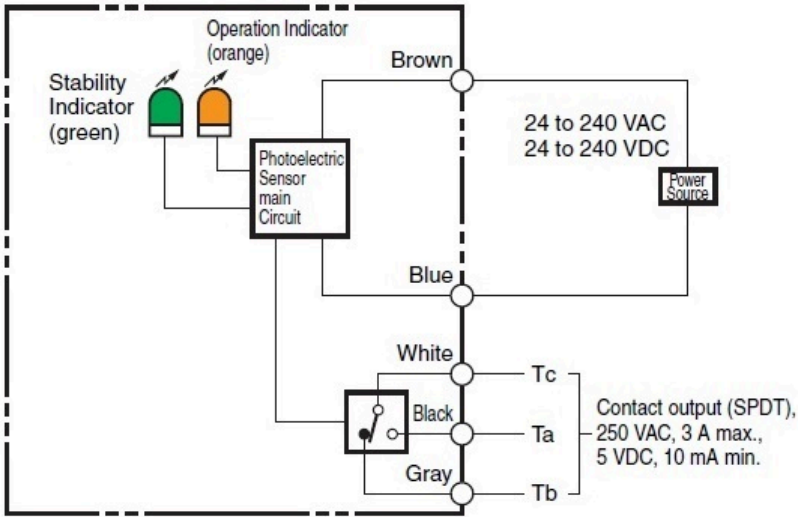 Operation Indicator
(orange)
Stability
Indicator
(green)
Brown
24 to 240 VAC
24 to 240 VDC
Photoelectric
Sensor
main
Circuit
Power
Source
Blue
White
Tc
Black
Ta
Contact output (SPDT),
250 VAC, 3 A max.,
5 VDC, 10 mA min.
Gray
Tb